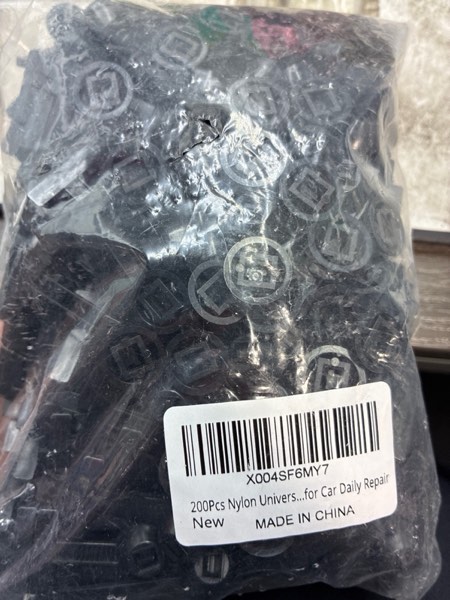 X004SF6MY7
200Pcs Nylon Univers...for Car Daily Repair
New MADE IN CHINA